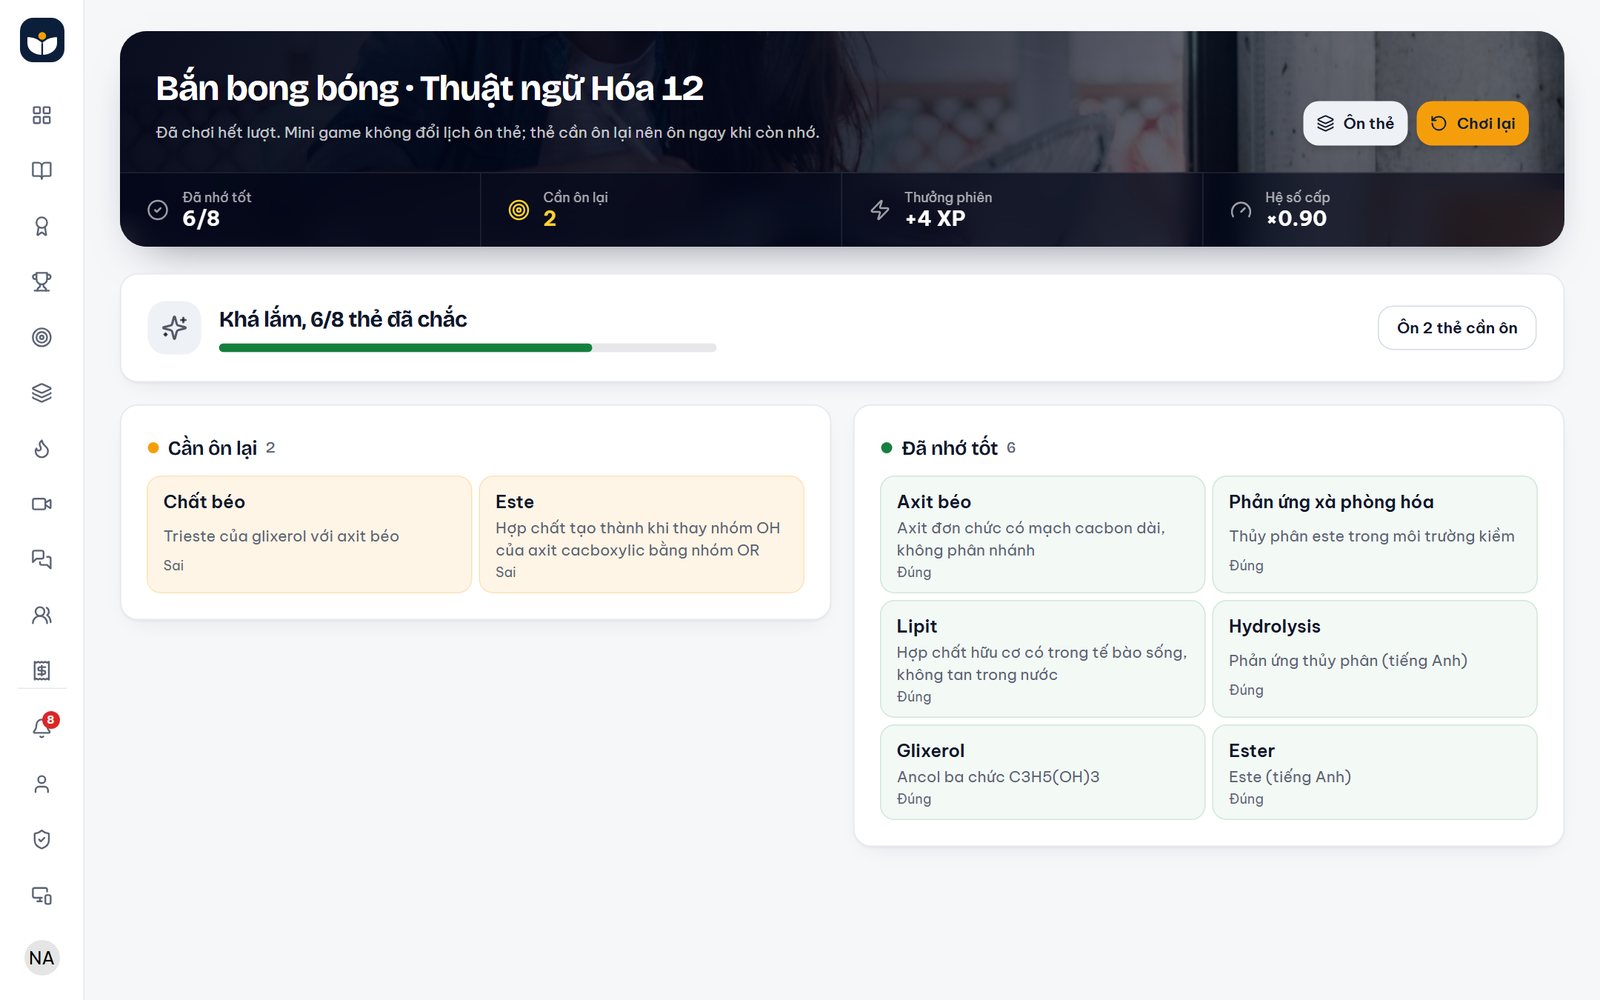 Bắn bong bóng · Thuật ngữ Hóa 12
Đã chơi hết lượt. Mini game không đổi lịch ôn thẻ; thẻ cần ôn lại nên ôn ngay khi còn nhớ.
Ôn thẻ
Chơi lại
Đã nhớ tốt
6/8
Cần ôn lại
2
Thưởng phiên
+4 XP
Hệ số cấp
×0.90
Khá lắm, 6/8 thẻ đã chắc
Ôn 2 thẻ cần ôn
Cần ôn lại 2
Chất béo
Trieste của glixerol với axit béo
Sai
Este
Hợp chất tạo thành khi thay nhóm OH
của axit cacboxylic bằng nhóm OR
Sai
Đã nhớ tốt 6
Axit béo
Axit đơn chức có mạch cacbon dài,
không phân nhánh
Đúng
Phản ứng xà phòng hóa
Thủy phân este trong môi trường kiềm
Đúng
Lipit
Hợp chất hữu cơ có trong tế bào sống,
không tan trong nước
Đúng
Hydrolysis
Phản ứng thủy phân (tiếng Anh)
Đúng
Glixerol
Ancol ba chức C3H5(OH)3
Đúng
Ester
Este (tiếng Anh)
Đúng
8
NA